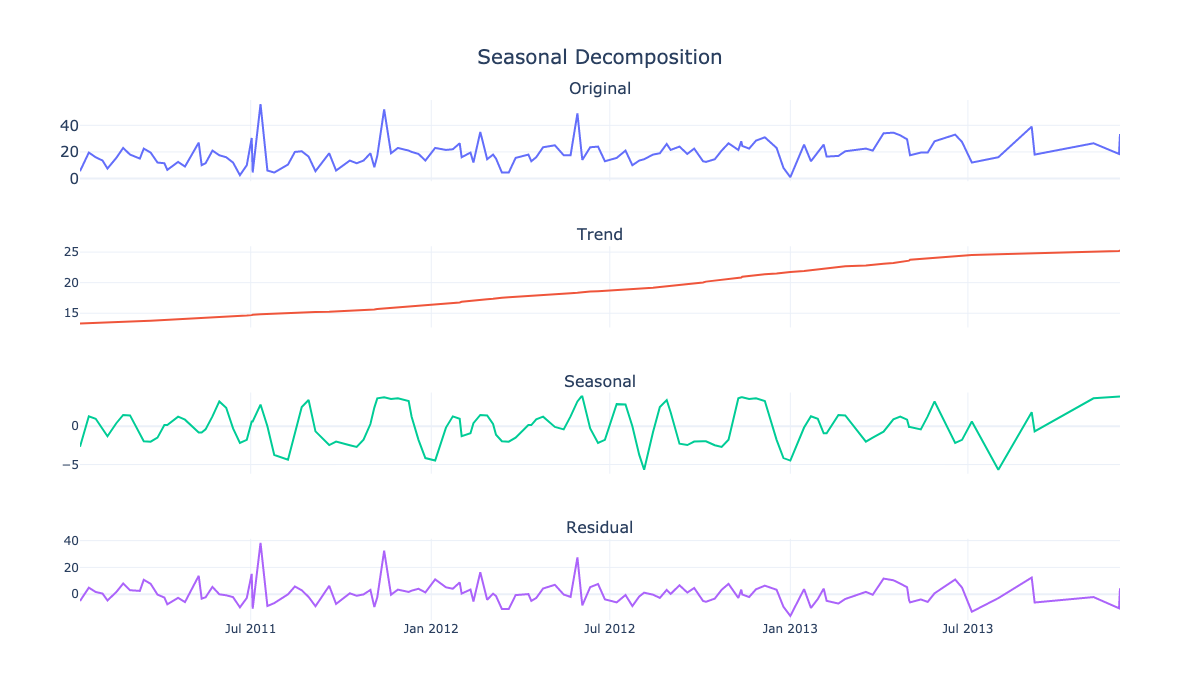 Seasonal Decomposition
Original
40
20
0
Trend
25
20
15
Seasonal
0
−5
Residual
40
20
0
Jul 2011 Jan 2012 Jul 2012 Jan 2013 Jul 2013